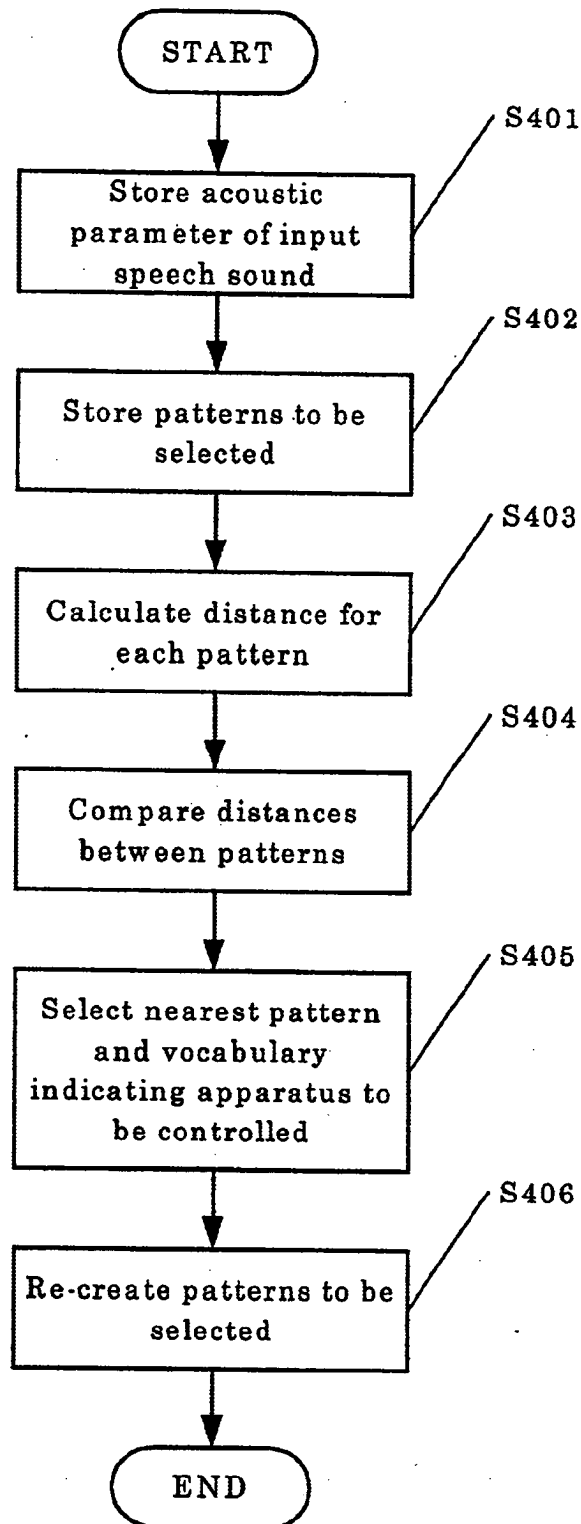 START
S401
Store acoustic
parameter of input
speech sound
S402
Store patterns to be
selected
S403
Calculate distance for
each pattern
S404
Compare distances
between patterns
S405
Select nearest pattern
and vocabulary
indicating apparatus to
be controlled
S406
Re-create patterns to be
selected
END